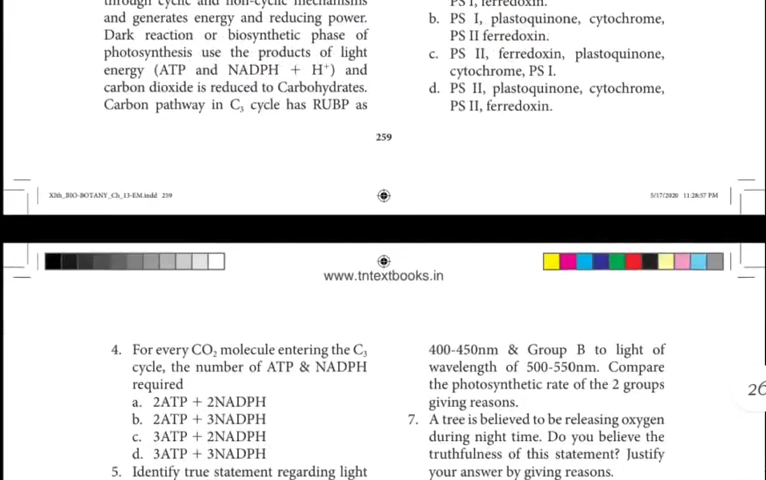 through cyclic and non-cyclic mechanisms
and generates energy and reducing power.
Dark reaction or biosynthetic phase of
photosynthesis use the products of light
energy (ATP and NADPH + H⁺) and
carbon dioxide is reduced to Carbohydrates.
Carbon pathway in C₃ cycle has RUBP as
PS I, ferredoxin.
b. PS I, plastoquinone, cytochrome,
PS II ferredoxin.
c. PS II, ferredoxin, plastoquinone,
cytochrome, PS I.
d. PS II, plastoquinone, cytochrome,
PS II, ferredoxin.
259
XIth_BIO-BOTANY_Ch_13-EM.indd 259
5/17/2020 11:28:57 PM
www.tntextbooks.in
4. For every CO₂ molecule entering the C₃
cycle, the number of ATP & NADPH
required
a. 2ATP + 2NADPH
b. 2ATP + 3NADPH
c. 3ATP + 2NADPH
d. 3ATP + 3NADPH
5. Identify true statement regarding light
400-450nm & Group B to light of
wavelength of 500-550nm. Compare
the photosynthetic rate of the 2 groups
giving reasons.
7. A tree is believed to be releasing oxygen
during night time. Do you believe the
truthfulness of this statement? Justify
your answer by giving reasons.